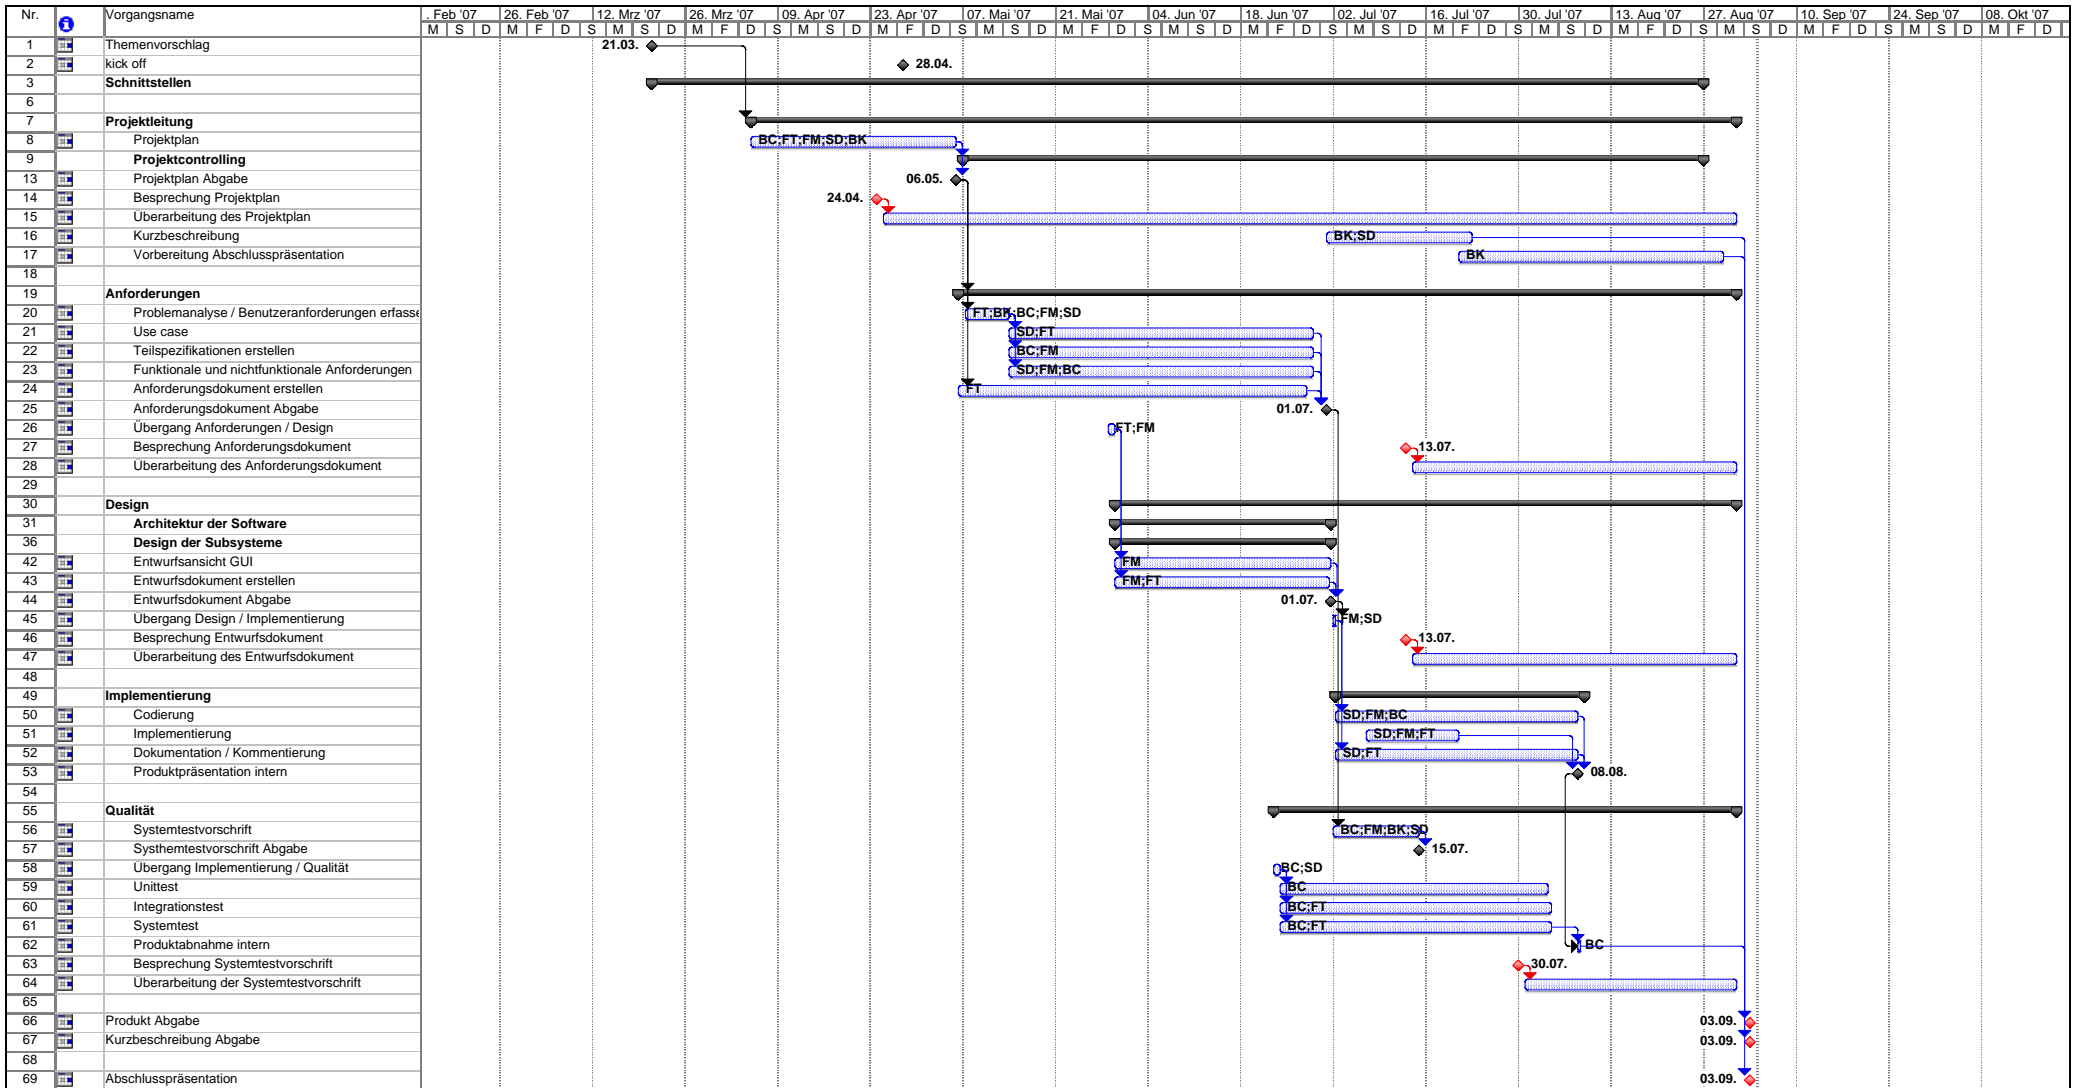 Nr. Vorgangsname . Feb '07 26. Feb '07 12. Mrz '07 26. Mrz '07 09. Apr '07 23. Apr '07 07. Mai '07 21. Mai '07 04. Jun '07 18. Jun '07 02. Jul '07 16. Jul '07 30. Jul '07 13. Aug '07 27. Aug '07 10. Sep '07 24. Sep '07 08. Okt '07
M S D M F D S M S D M F D S M S D M F D S M S D M F D S M S D M F D S M S D M F D S M S D M F D S M S D M F D S M S D M F D
1 Themenvorschlag 21.03.
2 kick off 28.04.
3 Schnittstellen
6
7 Projektleitung
8 Projektplan BC;FT;FM;SD;BK
9 Projektcontrolling
13 Projektplan Abgabe 06.05.
14 Besprechung Projektplan 24.04.
15 Überarbeitung des Projektplan
16 Kurzbeschreibung BK;SD
17 Vorbereitung Abschlusspräsentation BK
18
19 Anforderungen
20 Problemanalyse / Benutzeranforderungen erfasse FT;BK;BC;FM;SD
21 Use case SD;FT
22 Teilspezifikationen erstellen BC;FM
23 Funktionale und nichtfunktionale Anforderungen SD;FM;BC
24 Anforderungsdokument erstellen FT
25 Anforderungsdokument Abgabe 01.07.
26 Übergang Anforderungen / Design FT;FM
27 Besprechung Anforderungsdokument 13.07.
28 Überarbeitung des Anforderungsdokument
29
30 Design
31 Architektur der Software
36 Design der Subsysteme
42 Entwurfsansicht GUI FM
43 Entwurfsdokument erstellen FM;FT
44 Entwurfsdokument Abgabe 01.07.
45 Übergang Design / Implementierung FM;SD
46 Besprechung Entwurfsdokument 13.07.
47 Überarbeitung des Entwurfsdokument
48
49 Implementierung
50 Codierung SD;FM;BC
51 Implementierung SD;FM;FT
52 Dokumentation / Kommentierung SD;FT
53 Produktpräsentation intern 08.08.
54
55 Qualität
56 Systemtestvorschrift BC;FM;BK;SD
57 Systhemtestvorschrift Abgabe 15.07.
58 Übergang Implementierung / Qualität BC;SD
59 Unittest BC
60 Integrationstest BC;FT
61 Systemtest BC;FT
62 Produktabnahme intern BC
63 Besprechung Systemtestvorschrift 30.07.
64 Überarbeitung der Systemtestvorschrift
65
66 Produkt Abgabe 03.09.
67 Kurzbeschreibung Abgabe 03.09.
68
69 Abschlusspräsentation 03.09.